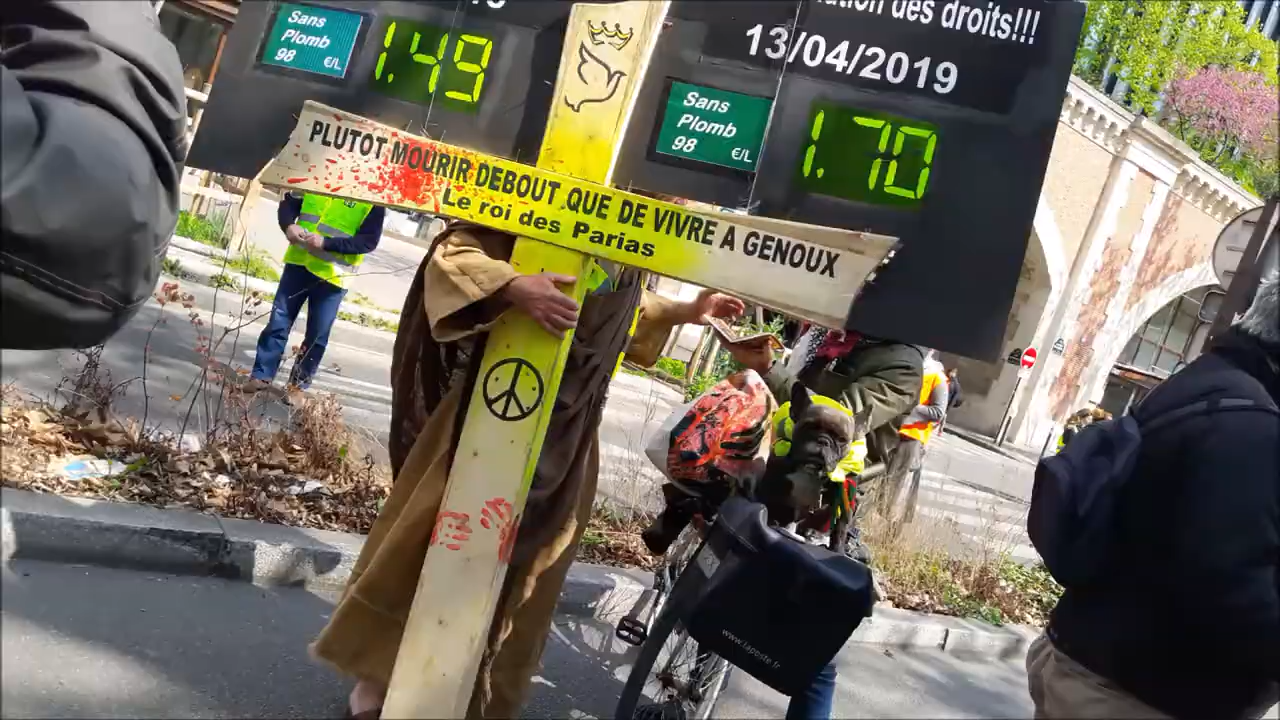 ation des droits!!!
13/04/2019
Sans
Plomb
98 €/L
1.49
Sans
Plomb
98 €/L
1.70
PLUTOT MOURIR DEBOUT QUE DE VIVRE A GENOUX
Le roi des Parias
www.laposte.fr